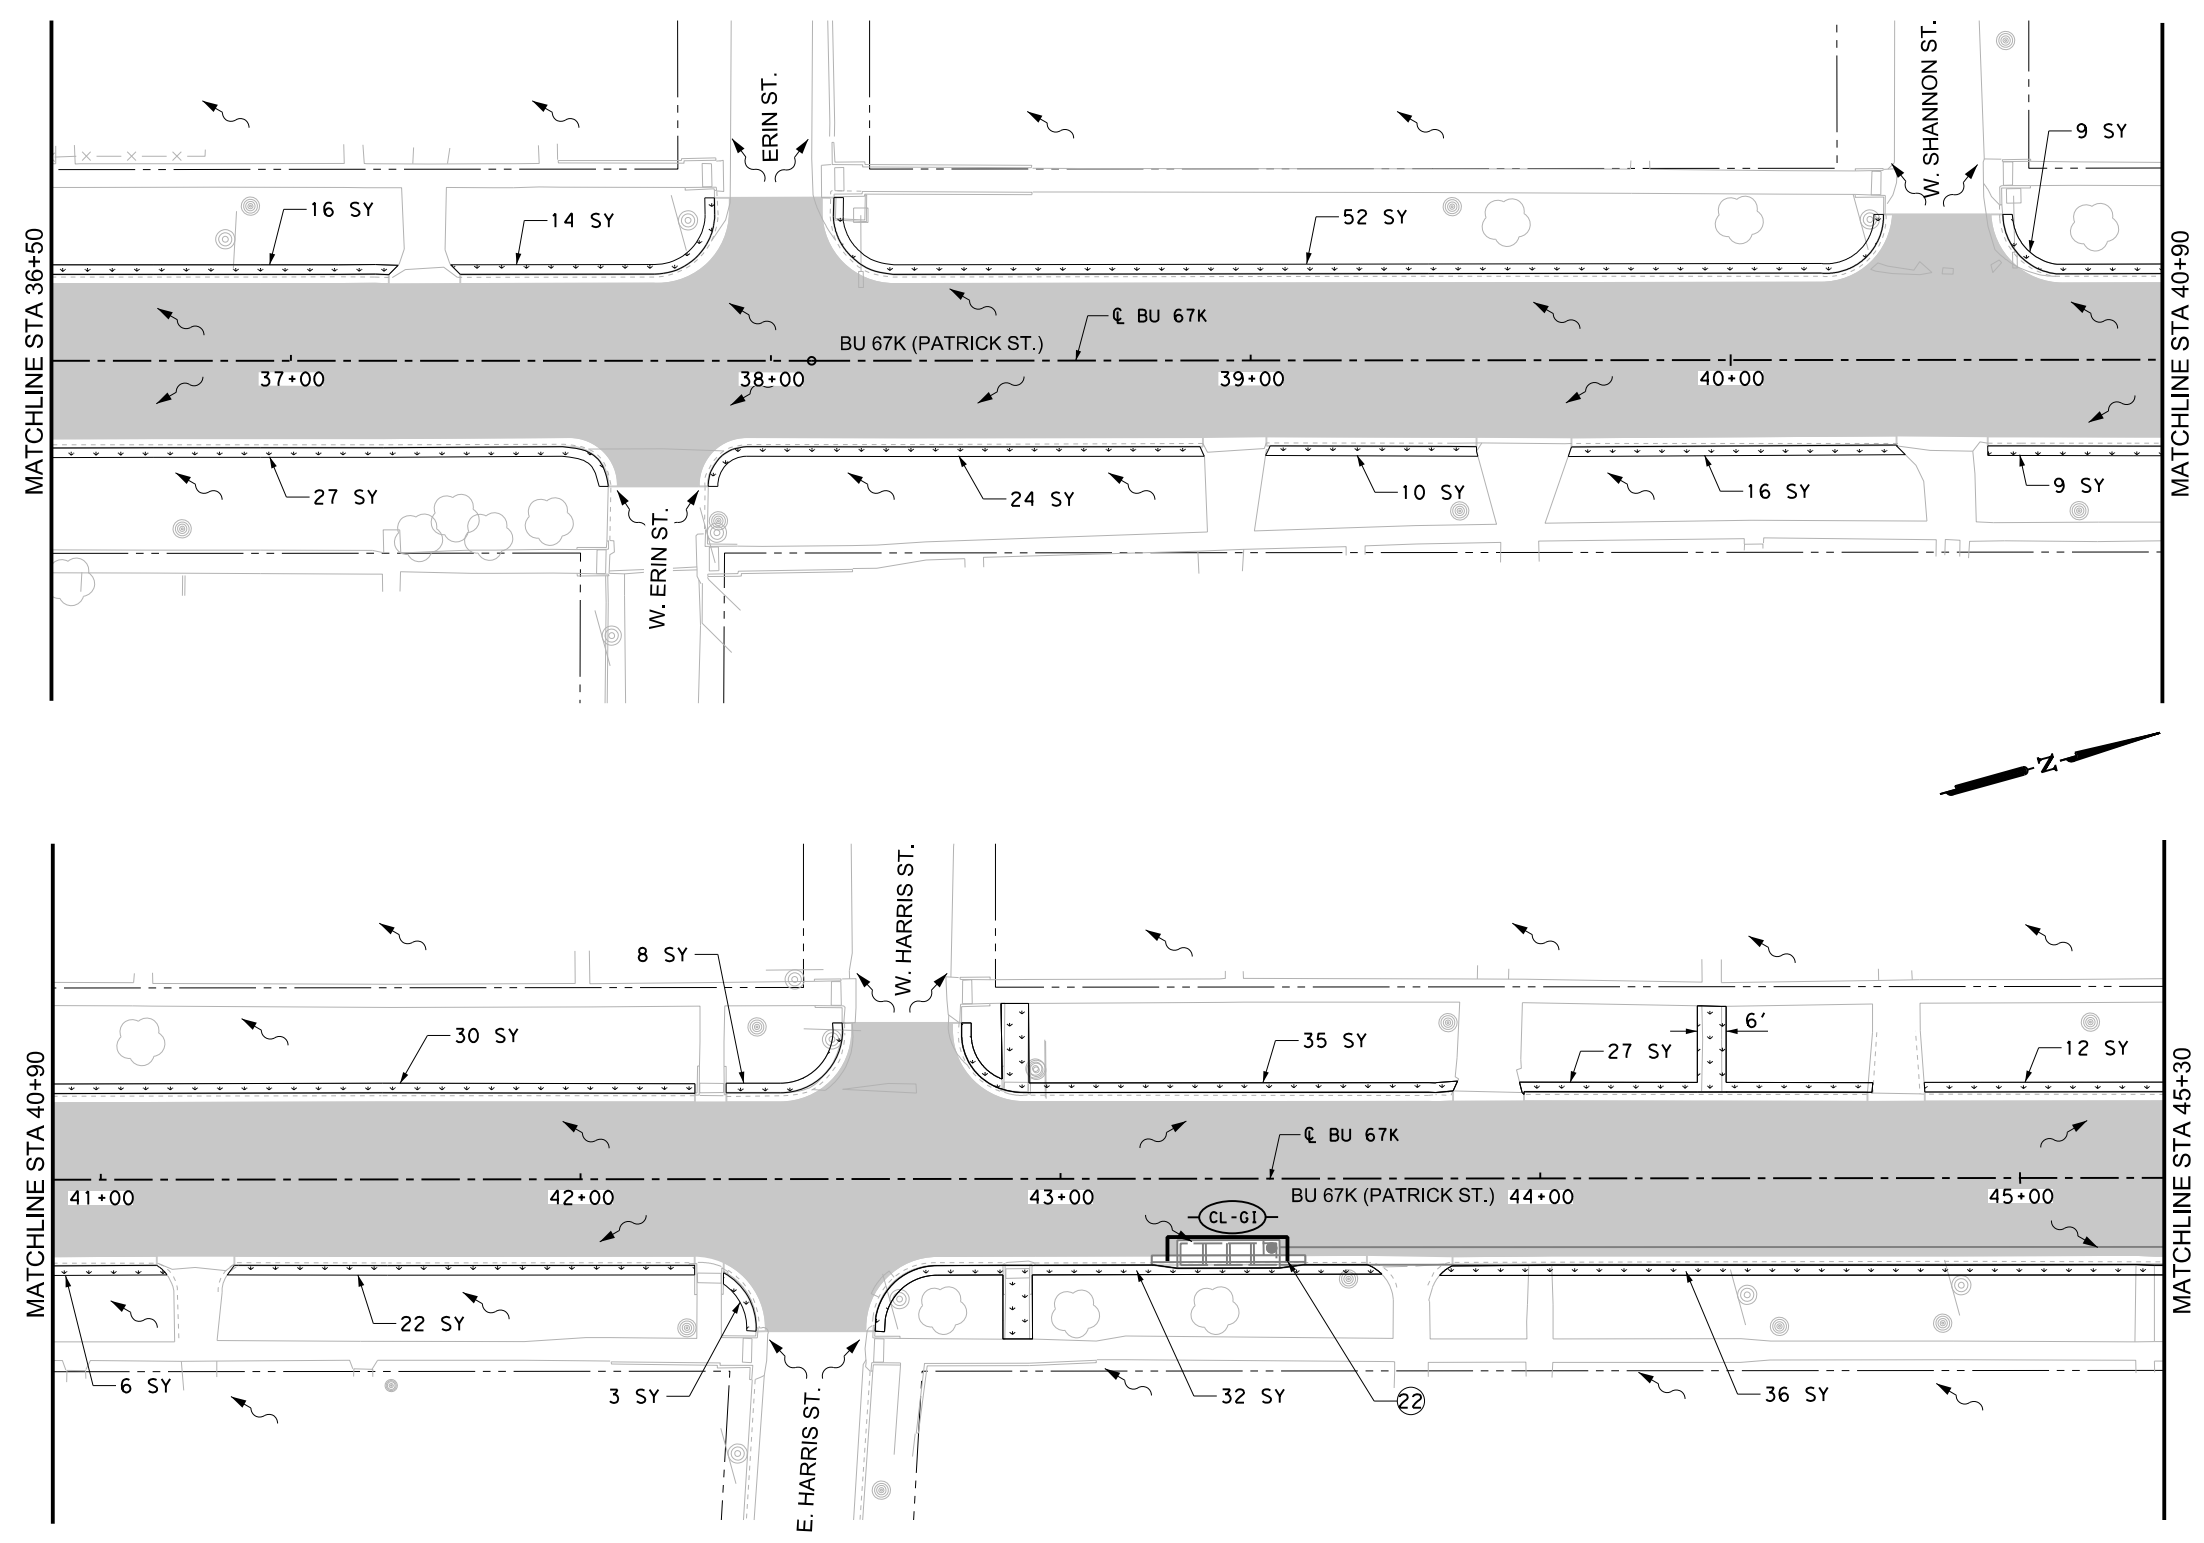 ERIN ST.
W. SHANNON ST.
9 SY
16 SY
14 SY
52 SY
MATCHLINE STA 36+50
MATCHLINE STA 40+90
℄ BU 67K
BU 67K (PATRICK ST.)
37+00
38+00
39+00
40+00
27 SY
24 SY
10 SY
16 SY
9 SY
W. ERIN ST.
N
W. HARRIS ST.
8 SY
30 SY
35 SY
6'
27 SY
12 SY
MATCHLINE STA 40+90
MATCHLINE STA 45+30
℄ BU 67K
41+00
42+00
43+00
BU 67K (PATRICK ST.)
44+00
45+00
CL-GI
22 SY
6 SY
3 SY
32 SY
22
36 SY
E. HARRIS ST.